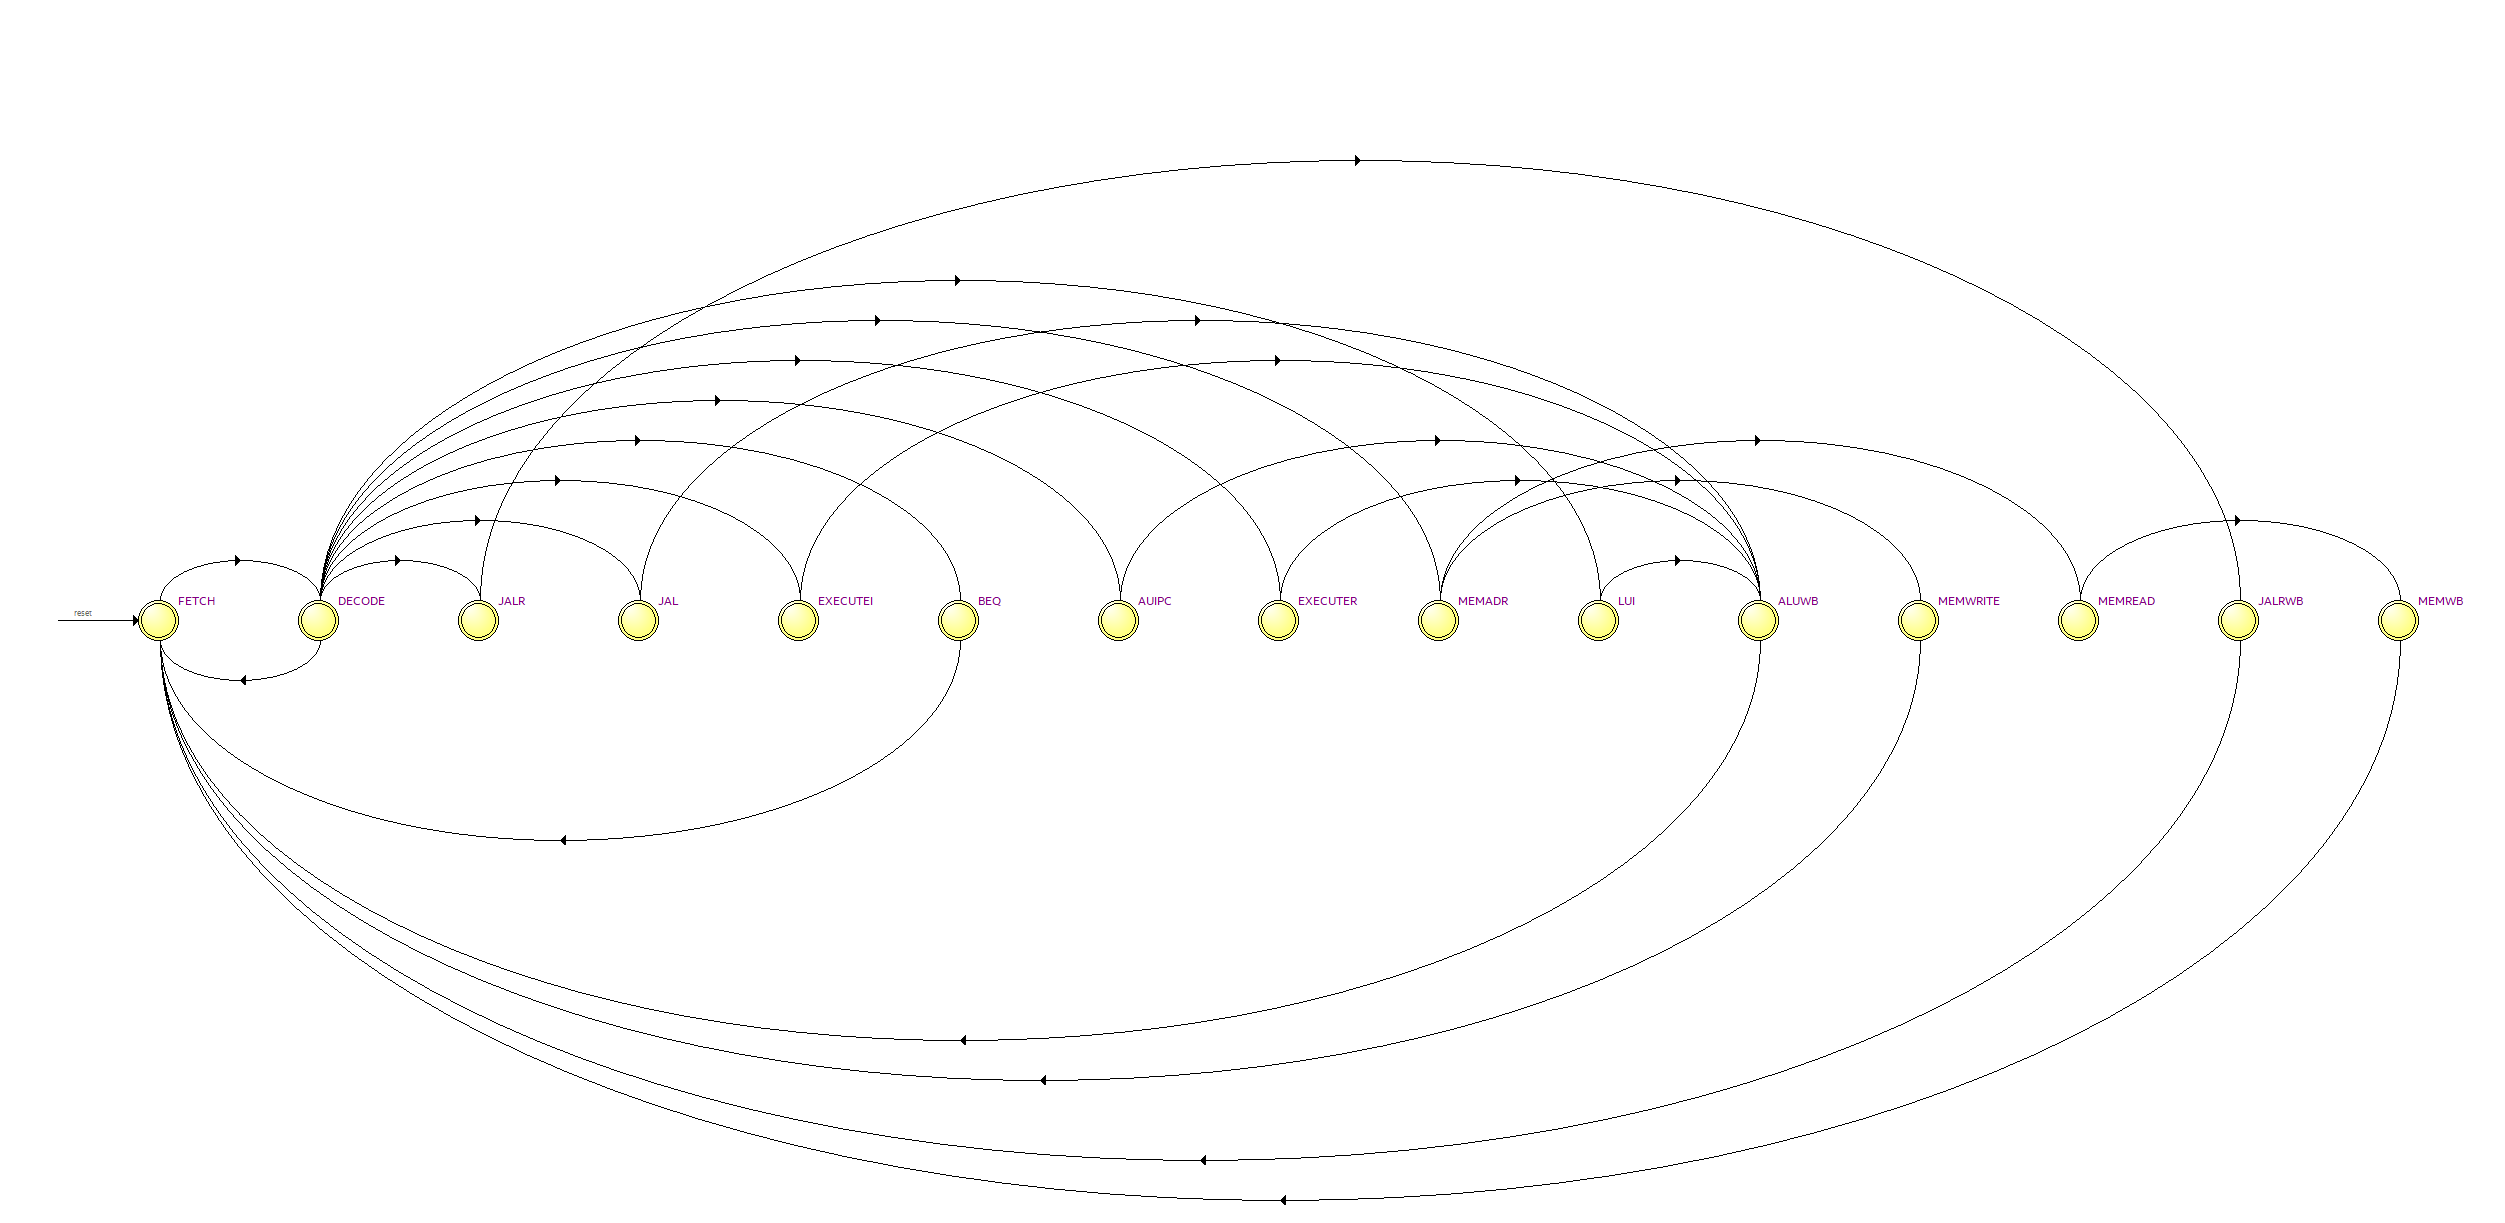 reset
FETCH
DECODE
JALR
JAL
EXECUTEI
BEQ
AUIPC
EXECUTER
MEMADR
LUI
ALUWB
MEMWRITE
MEMREAD
JALRWB
MEMWB